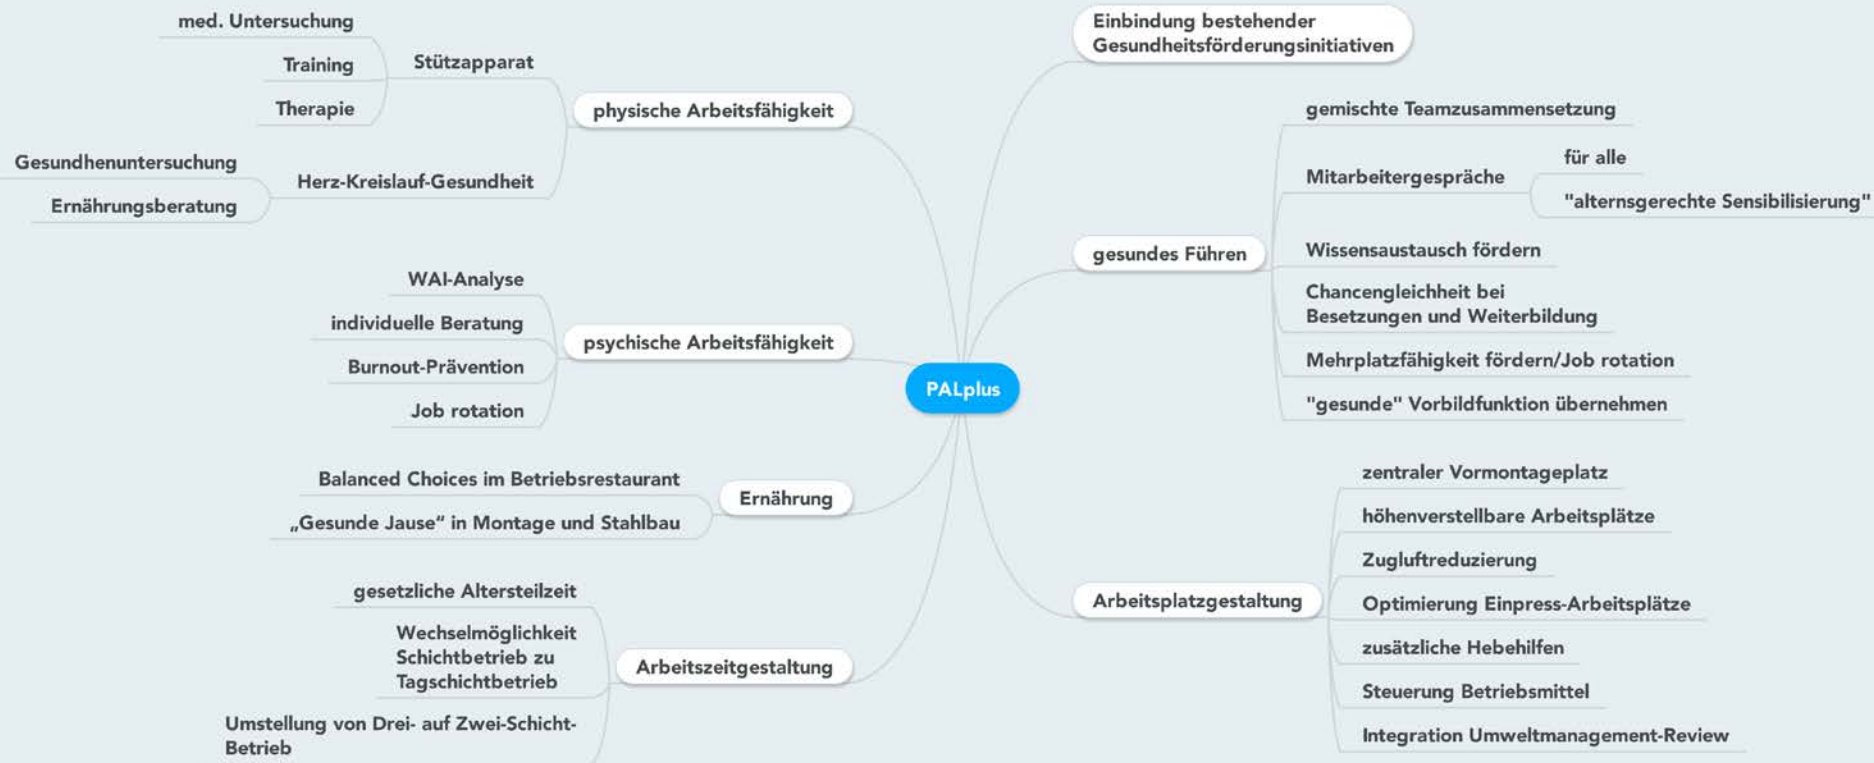 med. Untersuchung
Training
Therapie
Stützapparat
Gesundhenuntersuchung
Ernährungsberatung
Herz-Kreislauf-Gesundheit
physische Arbeitsfähigkeit
WAI-Analyse
individuelle Beratung
Burnout-Prävention
Job rotation
psychische Arbeitsfähigkeit
Balanced Choices im Betriebsrestaurant
„Gesunde Jause“ in Montage und Stahlbau
Ernährung
gesetzliche Altersteilzeit
Wechselmöglichkeit
Schichtbetrieb zu
Tagschichtbetrieb
Umstellung von Drei- auf Zwei-Schicht-
Betrieb
Arbeitszeitgestaltung
PALplus
Einbindung bestehender
Gesundheitsförderungsinitiativen
gesundes Führen
gemischte Teamzusammensetzung
Mitarbeitergespräche
für alle
"alternsgerechte Sensibilisierung"
Wissensaustausch fördern
Chancengleichheit bei
Besetzungen und Weiterbildung
Mehrplatzfähigkeit fördern/Job rotation
"gesunde" Vorbildfunktion übernehmen
Arbeitsplatzgestaltung
zentraler Vormontageplatz
höhenverstellbare Arbeitsplätze
Zugluftreduzierung
Optimierung Einpress-Arbeitsplätze
zusätzliche Hebehilfen
Steuerung Betriebsmittel
Integration Umweltmanagement-Review